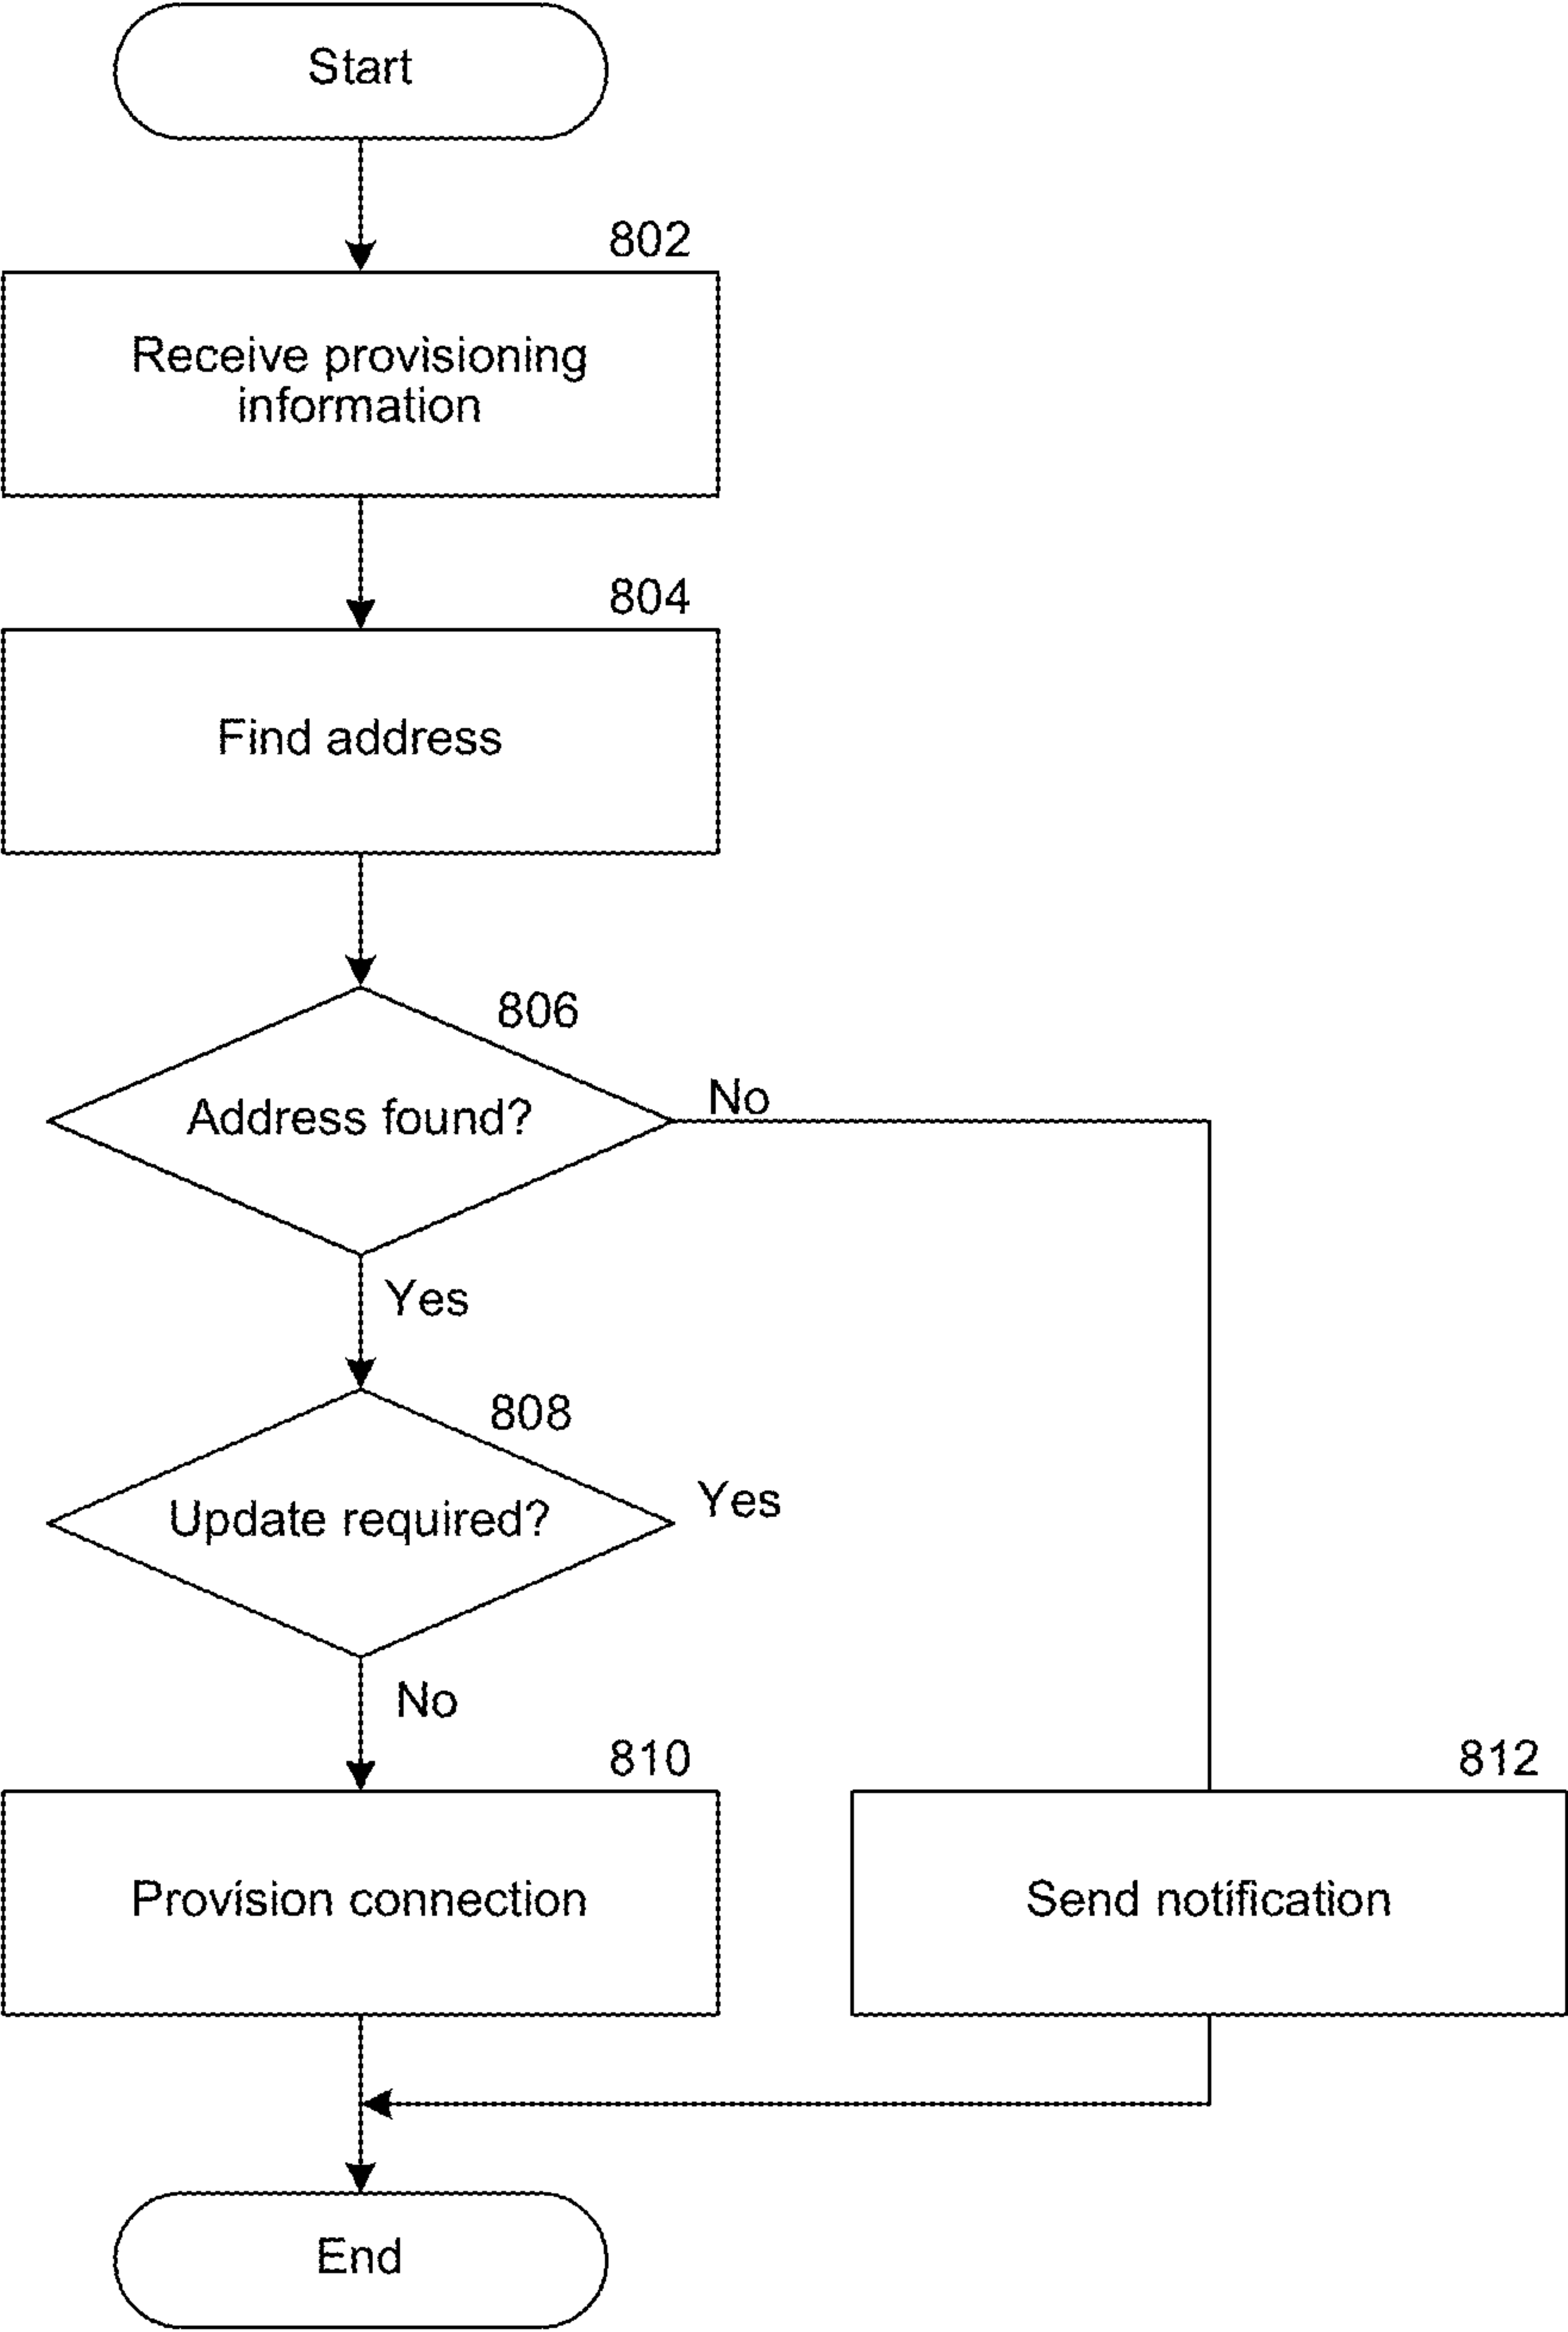 Start
802
Receive provisioning
information
804
Find address
806
Address found?
No
Yes
808
Update required?
Yes
No
810
Provision connection
812
Send notification
End